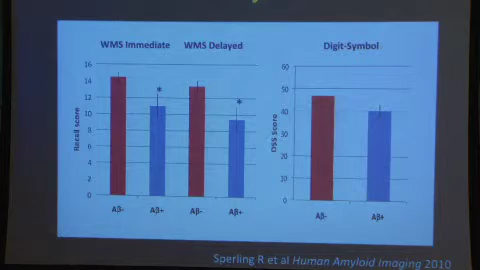 WMS Immediate WMS Delayed
Recall score
16
14
12
10
8
6
4
2
0
*
*
Aβ- Aβ+ Aβ- Aβ+
Digit-Symbol
DSS Score
60
50
40
30
20
10
0
Aβ- Aβ+
Sperling R et al Human Amyloid Imaging 2010